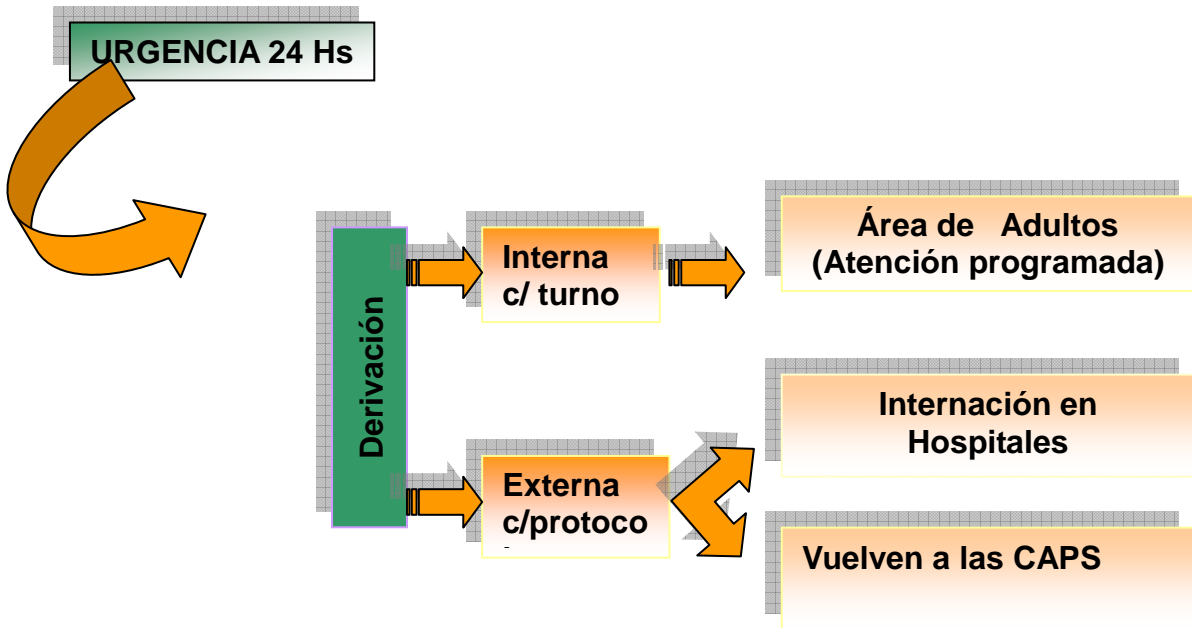 URGENCIA 24 Hs
Derivación
Interna
c/ turno
Área de Adultos
(Atención programada)
Externa
c/protoco
Internación en
Hospitales
Vuelven a las CAPS